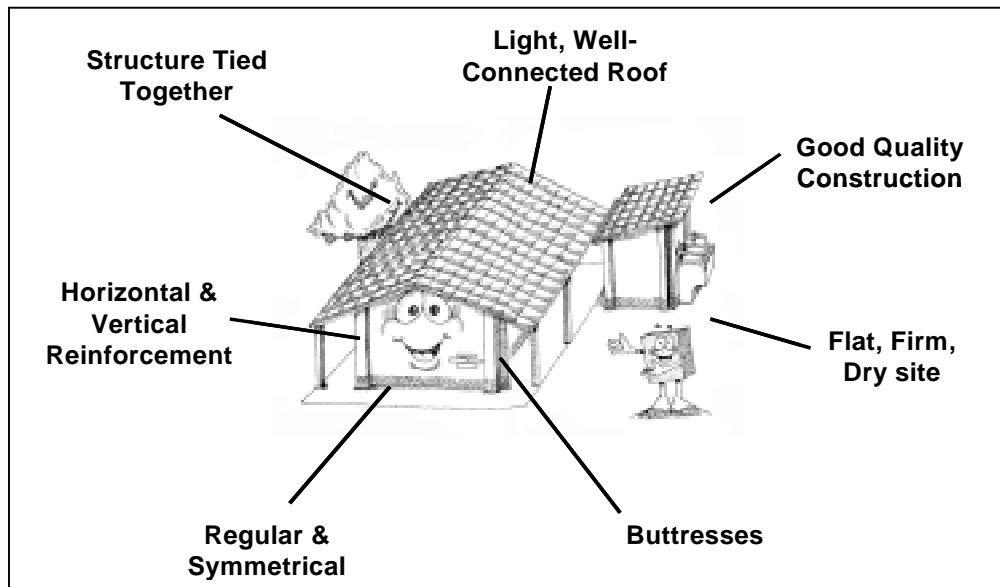 Structure Tied
Together
Light, Well-
Connected Roof
Good Quality
Construction
Horizontal &
Vertical
Reinforcement
Flat, Firm,
Dry site
Regular &
Symmetrical
Buttresses